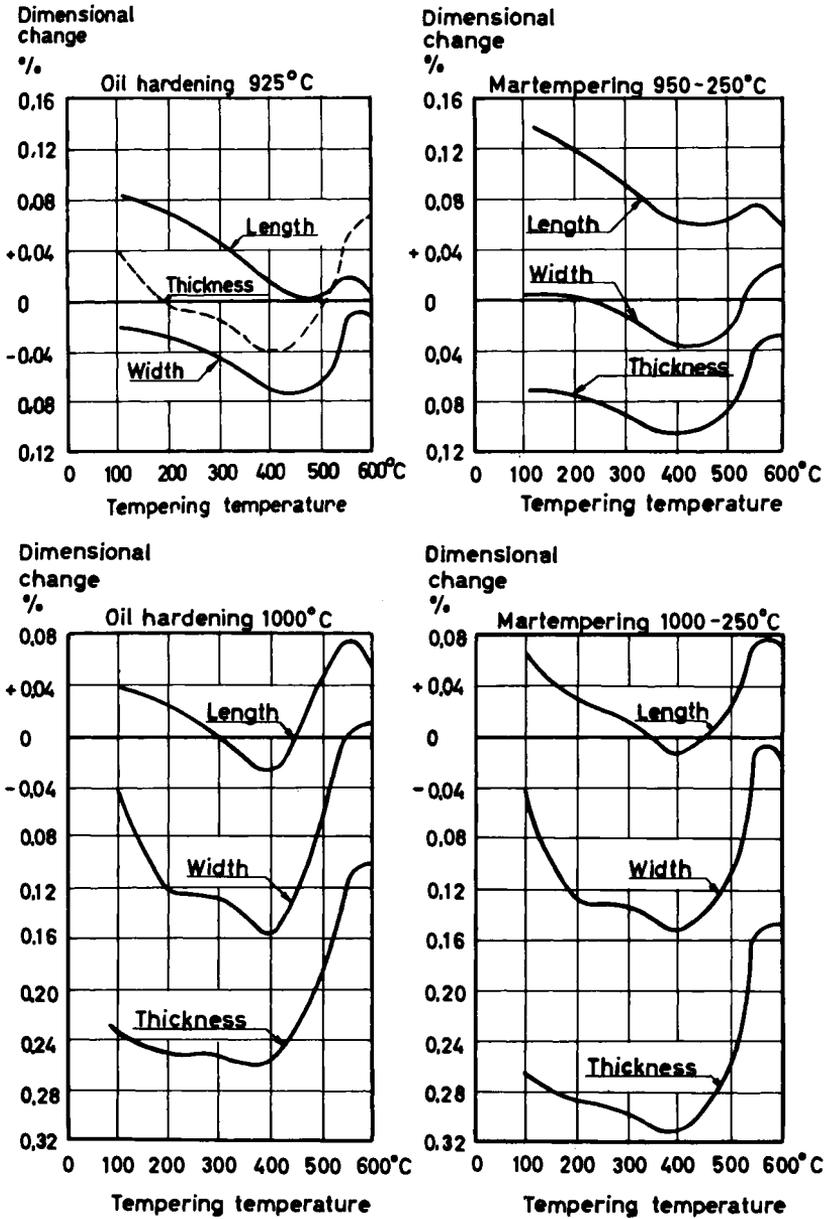 Dimensional
change
%
Oil hardening 925°C
0.16
0.12
0,08
+0,04
0
-0.04
0.08
0.12
Length
Thickness
Width
0 100 200 300 400 500 600°C
Tempering temperature
Dimensional
change
%
Martempering 950-250°C
0.16
0.12
0,08
+0,04
0
0,04
0,08
0.12
Length
Width
Thickness
0 100 200 300 400 500 600°C
Tempering temperature
Dimensional
change
%
Oil hardening 1000°C
0,08
+0,04
0
-0,04
0.08
0.12
0.16
0.20
0,24
0,28
0.32
Length
Width
Thickness
0 100 200 300 400 500 600°C
Tempering temperature
Dimensional
change
%
Martempering 1000-250°C
0,08
+0,04
0
-0,04
0.08
0.12
0.16
0.20
0,24
0.28
0.32
Length
Width
Thickness
0 100 200 300 400 500 600°C
Tempering temperature